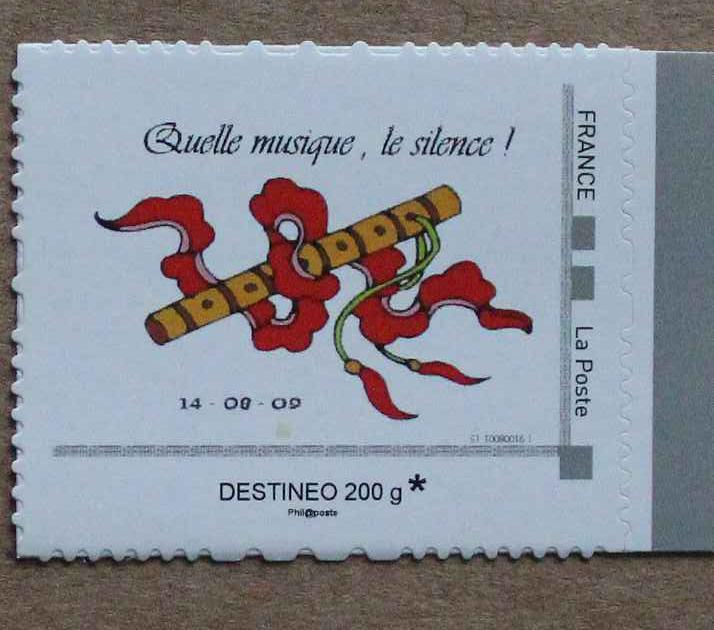 Quelle musique , le silence !
FRANCE
La Poste
14 - 08 - 09
DESTINEO 200 g*
Phil@poste